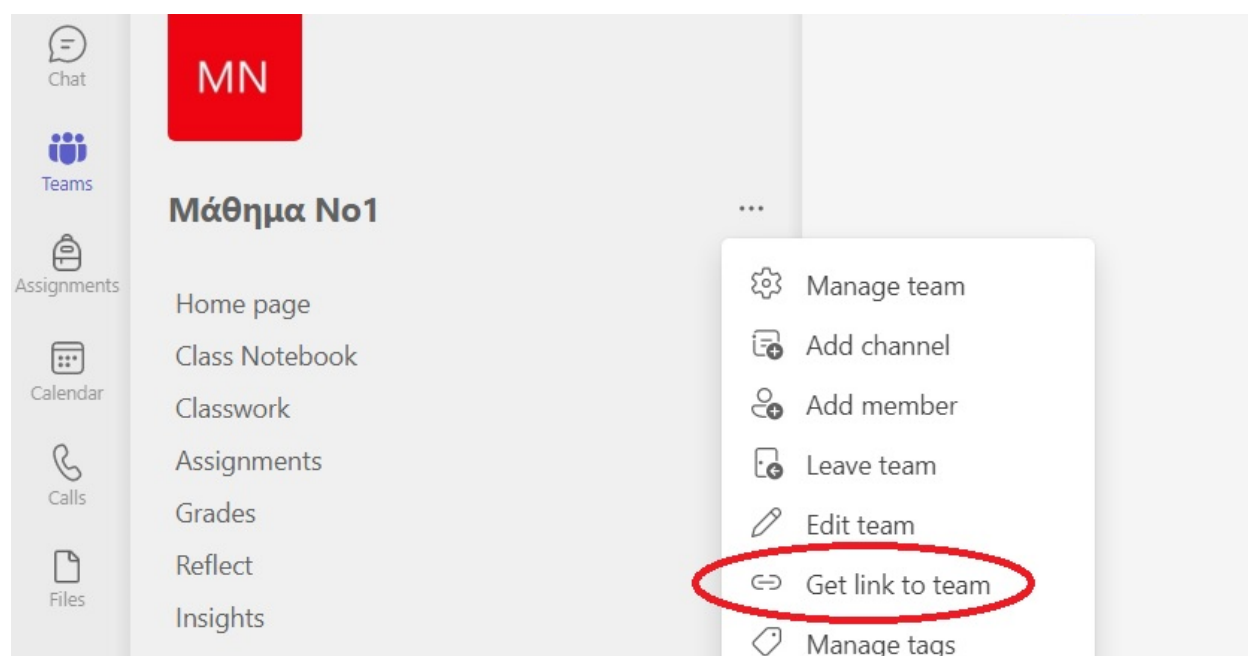 Chat
Teams
Assignments
Calendar
Calls
Files
MN
Μάθημα Νο1
...
Home page
Class Notebook
Classwork
Assignments
Grades
Reflect
Insights
Manage team
Add channel
Add member
Leave team
Edit team
Get link to team
Manage tags